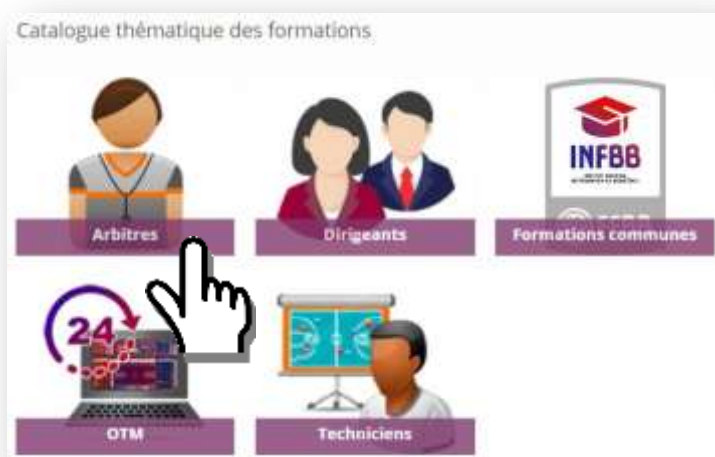 Catalogue thématique des formations
INFBB
Arbitres
Dirigeants
Formations communes
24
OTM
Techniciens